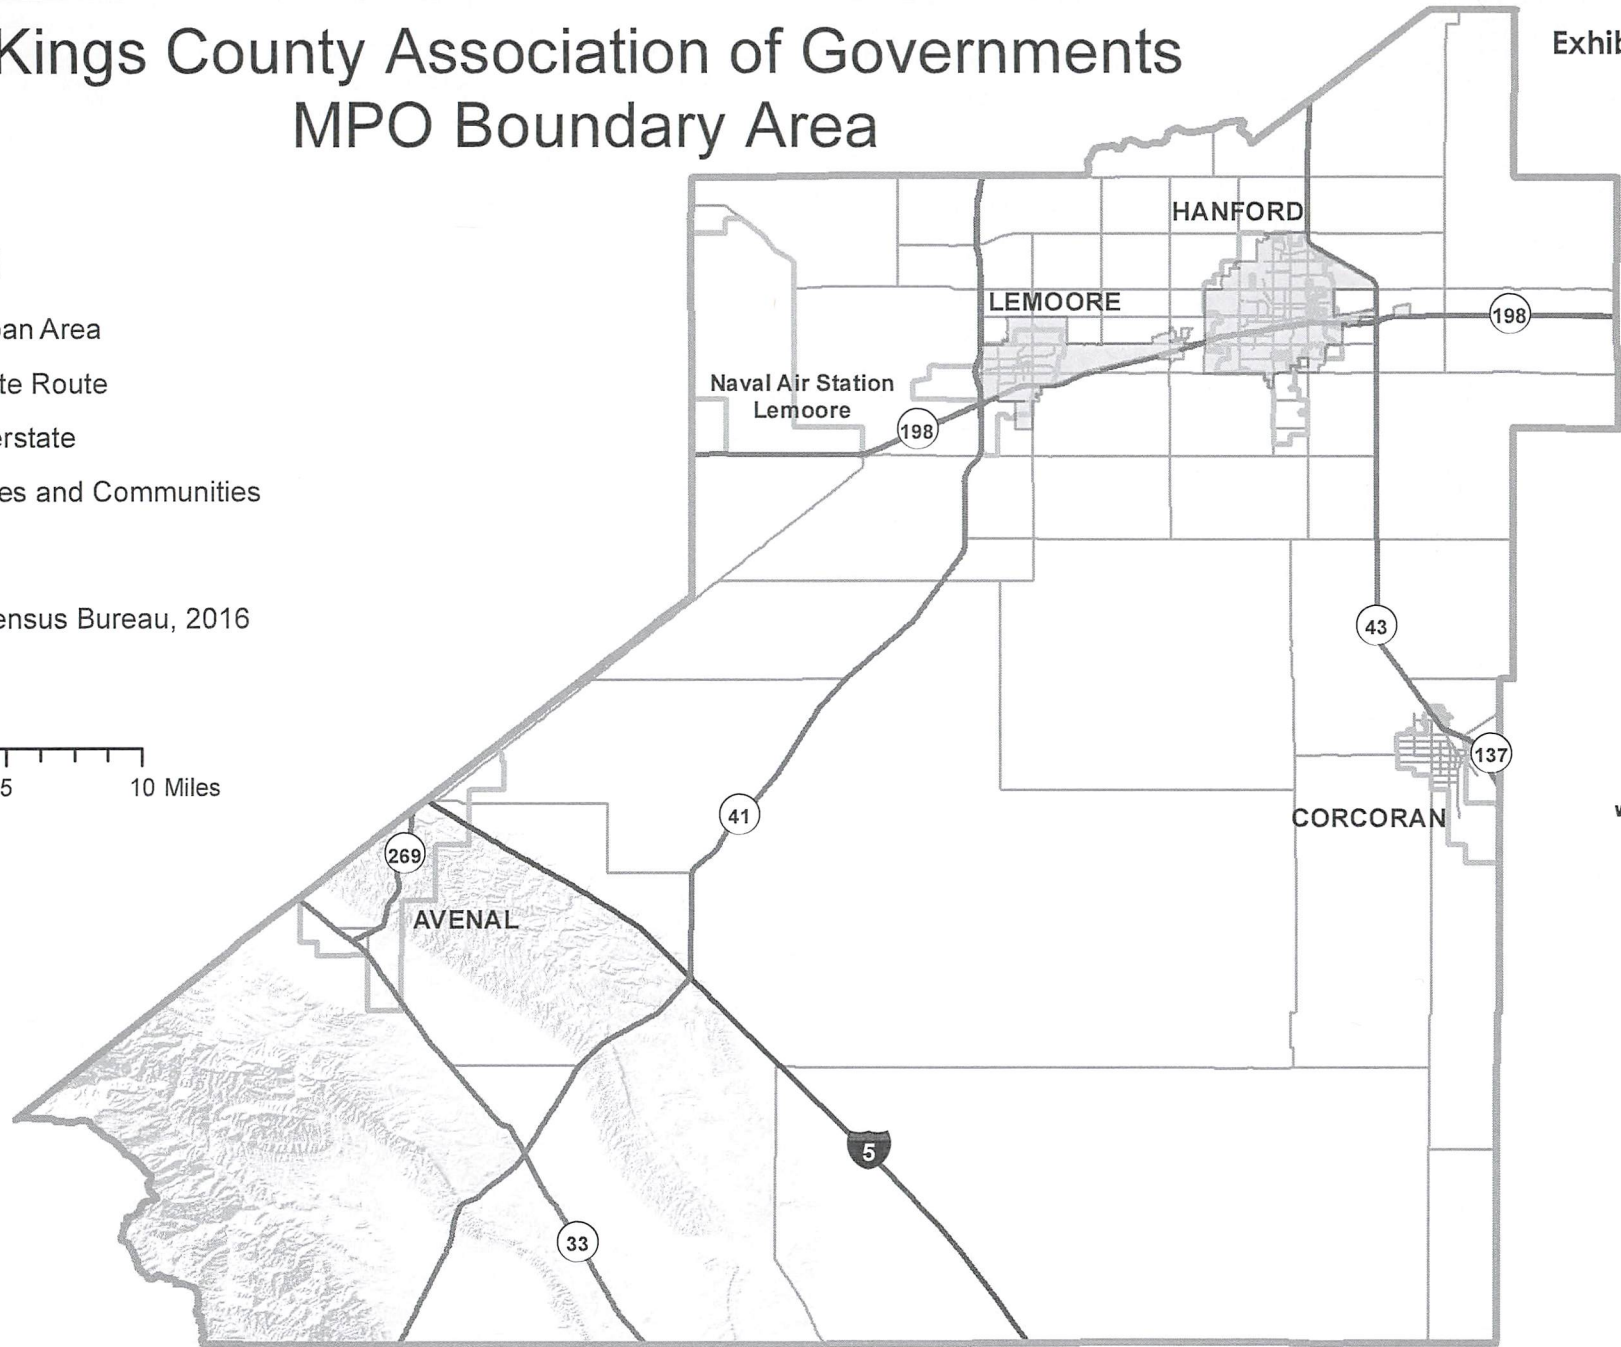 Kings County Association of Governments
MPO Boundary Area
Exhib
HANFORD
LEMOORE
198
Naval Air Station
Lemoore
198
ban Area
te Route
erstate
es and Communities
ensus Bureau, 2016
5
10 Miles
43
137
CORCORAN
41
269
AVENAL
5
33